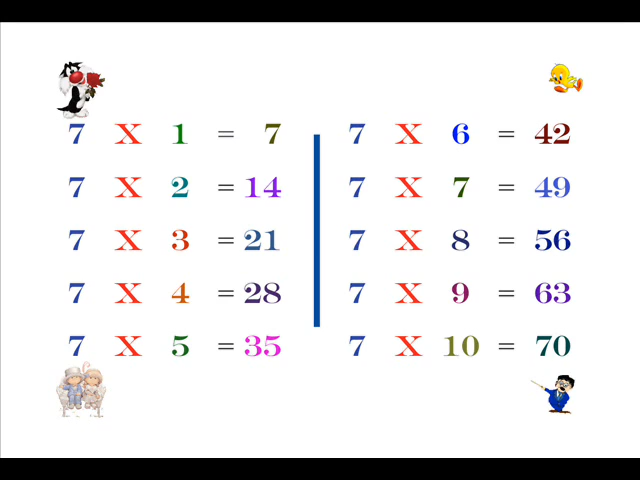 7 X 1 = 7
7 X 2 = 14
7 X 3 = 21
7 X 4 = 28
7 X 5 = 35
7 X 6 = 42
7 X 7 = 49
7 X 8 = 56
7 X 9 = 63
7 X 10 = 70